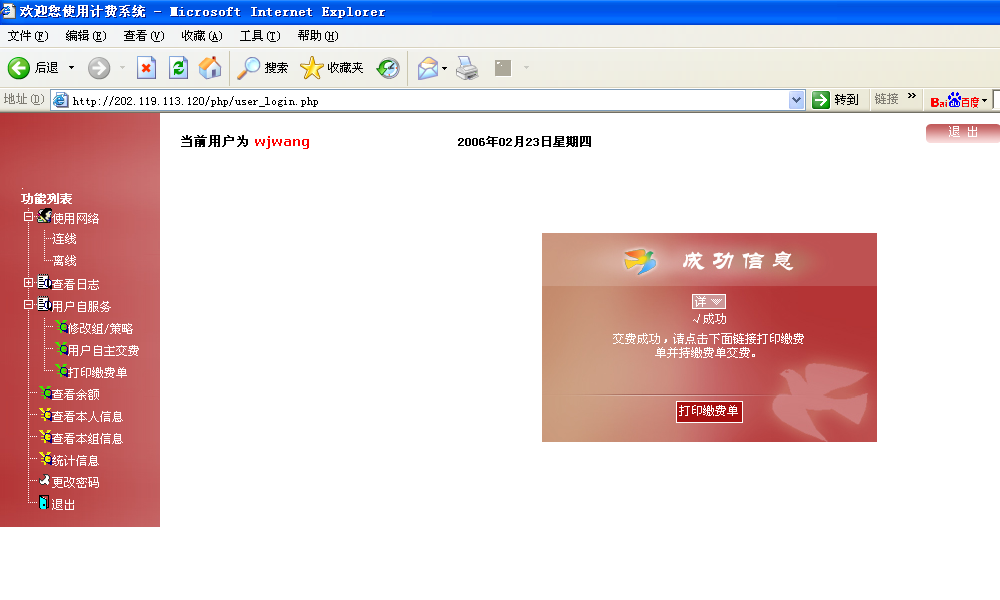 欢迎您使用计费系统 - Microsoft Internet Explorer
文件(F) 编辑(E) 查看(V) 收藏(A) 工具(T) 帮助(H)
后退 搜索 收藏夹
地址(D) http://202.119.113.120/php/user_login.php 转到 链接 » Bai du 百度
当前用户为 wjwang 2006年02月23日星期四 退 出
功能列表
使用网络
连线
离线
查看日志
用户自服务
修改组/策略
用户自主交费
打印缴费单
查看余额
查看本人信息
查看本组信息
统计信息
更改密码
退出
成功信息
详
√成功
交费成功，请点击下面链接打印缴费
单并持缴费单交费。
打印缴费单